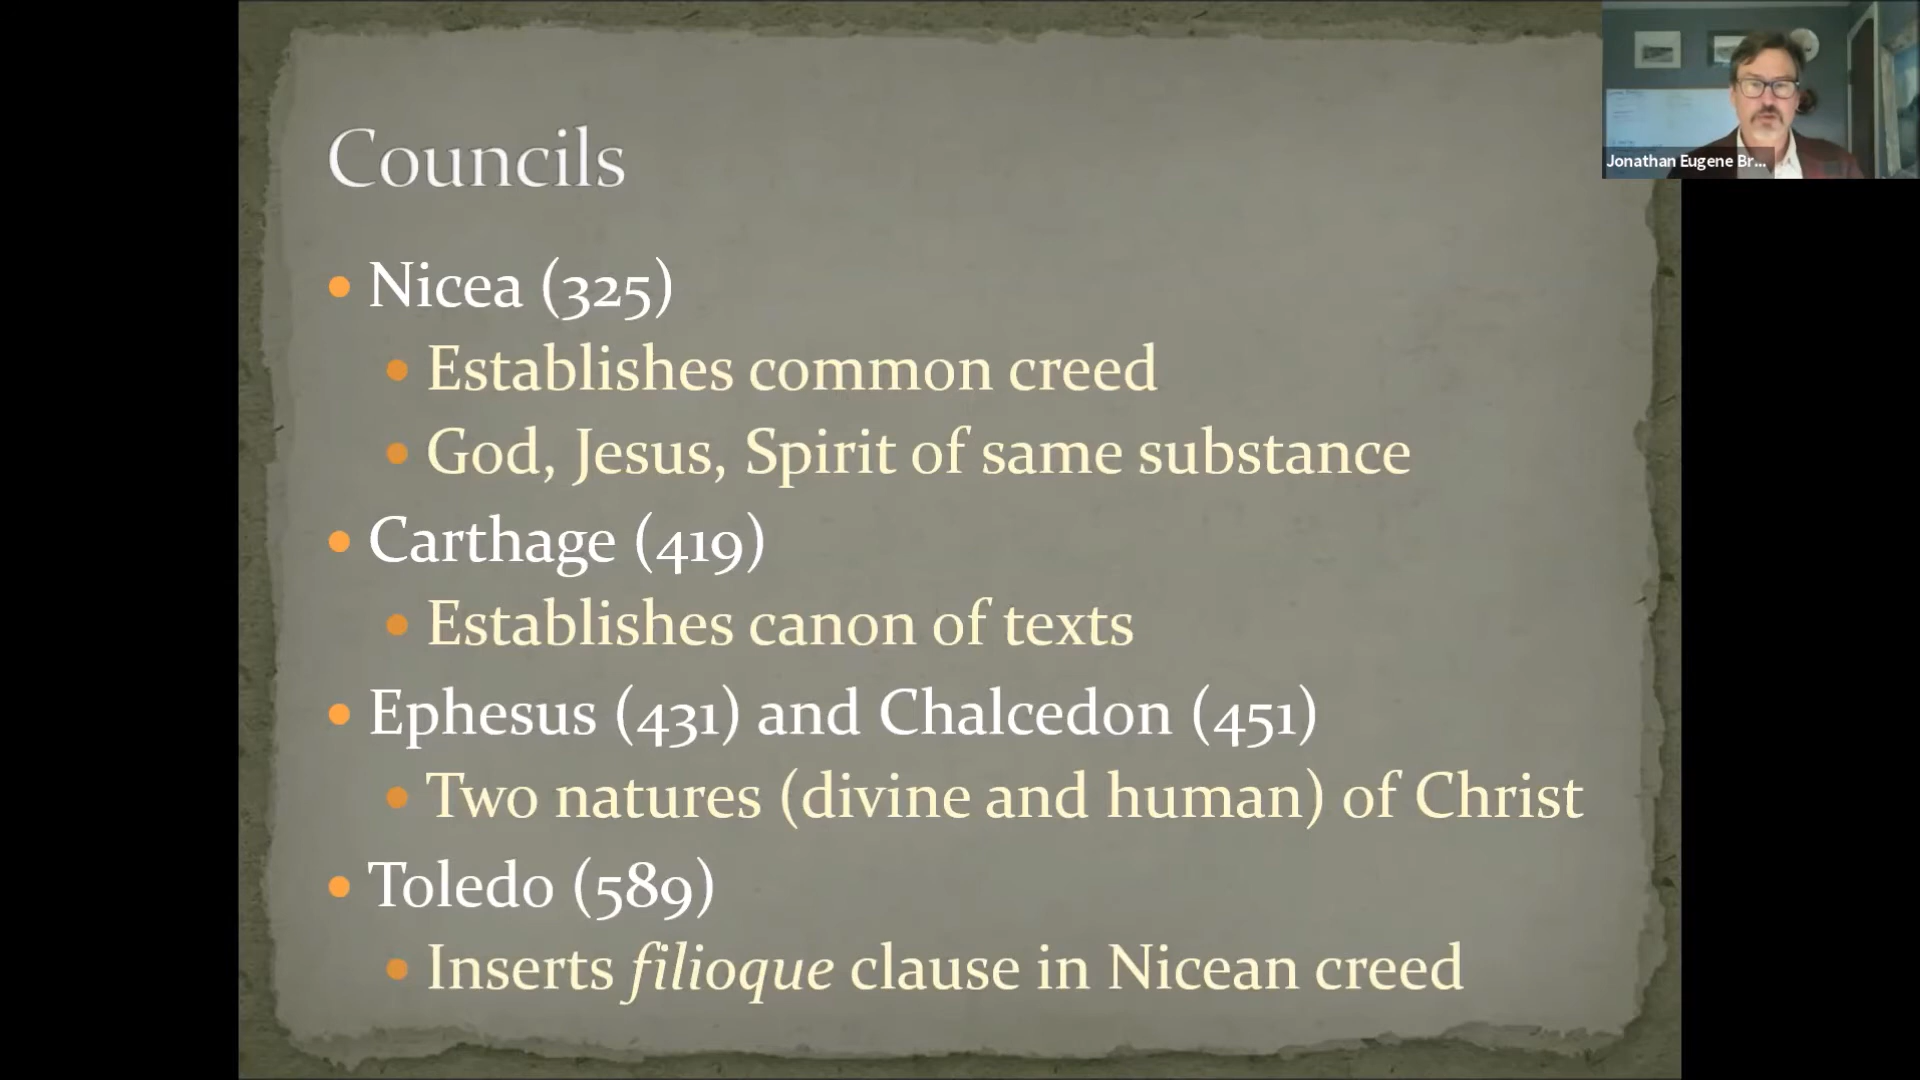 Councils
Nicea (325)
Establishes common creed
God, Jesus, Spirit of same substance
Carthage (419)
Establishes canon of texts
Ephesus (431) and Chalcedon (451)
Two natures (divine and human) of Christ
Toledo (589)
Inserts filioque clause in Nicean creed
Jonathan Eugene Br...